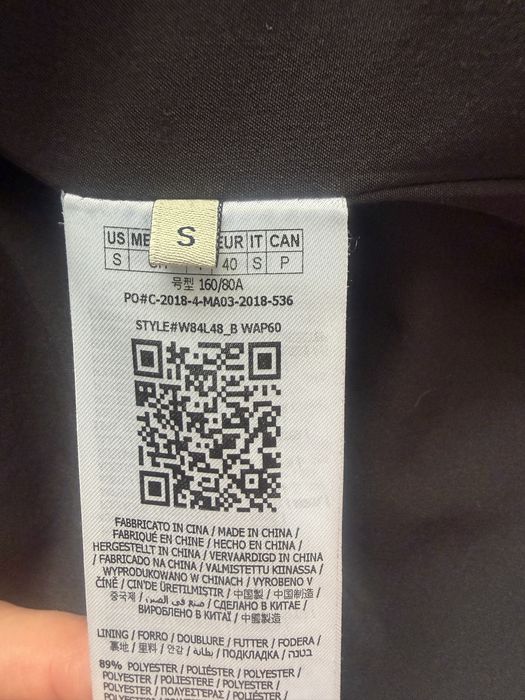 S
US ME EUR IT CAN
S 40 S P
号型 160/80A
PO#C-2018-4-MA03-2018-536
STYLE#W84L48_B WAP60
FABBRICATO IN CINA / MADE IN CHINA /
FABRIQUÉ EN CHINE / HECHO EN CHINA /
HERGESTELLT IN CHINA / VERVAARDIGD IN CHINA
/ FABRICADO NA CHINA / VALMISTETTU KIINASSA /
WYPRODUKOWANO W CHINACH / VYROBENO V
ČÍNĚ / ÇIN'DE ÜRETILMIŞTIR / 中国製 / 中国制造 /
중국제 / صنع في الصين / СДЕЛАНО В КИТАЕ /
ВИРОБЛЕНО В КИТАЇ / 中國製造
LINING / FORRO / DOUBLURE / FUTTER / FODERA /
裏地 / 里料 / 안감 / بطانة / ПОДКЛАДКА / בטנה
89% POLYESTER / POLIÉSTER / POLYESTER /
POLYESTER / POLIESTERE / POLYESTER /
POLYESTER / ПОЛУЕСТЕРАΣ / POLYESTER